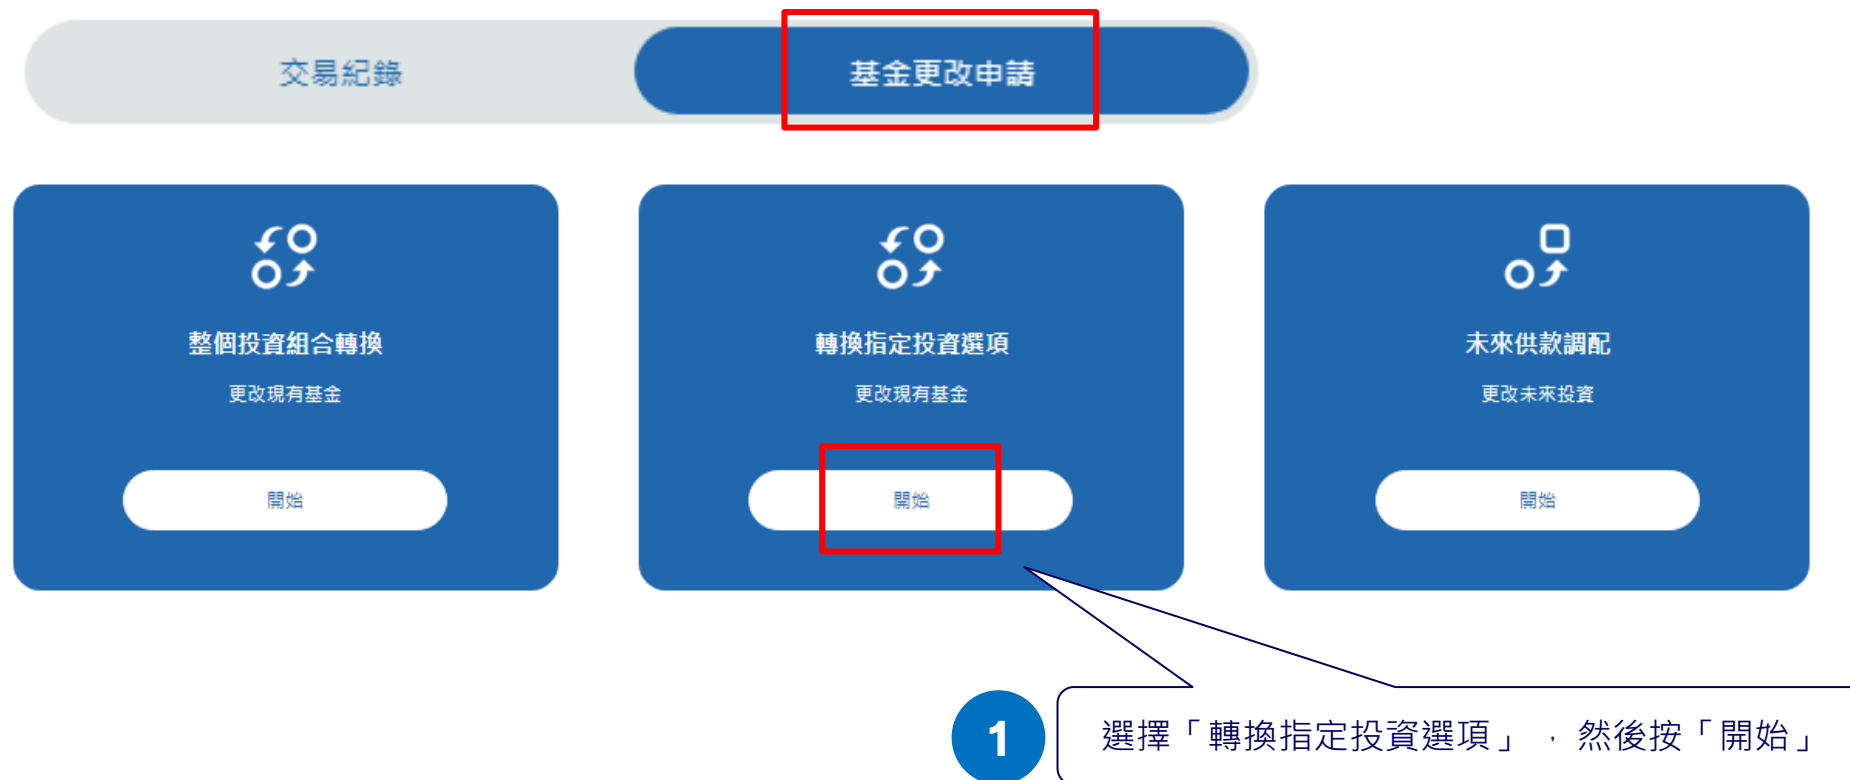 交易紀錄
基金更改申請
整個投資組合轉換
更改現有基金
開始
轉換指定投資選項
更改現有基金
開始
未來供款調配
更改未來投資
開始
1
選擇「轉換指定投資選項」，然後按「開始」